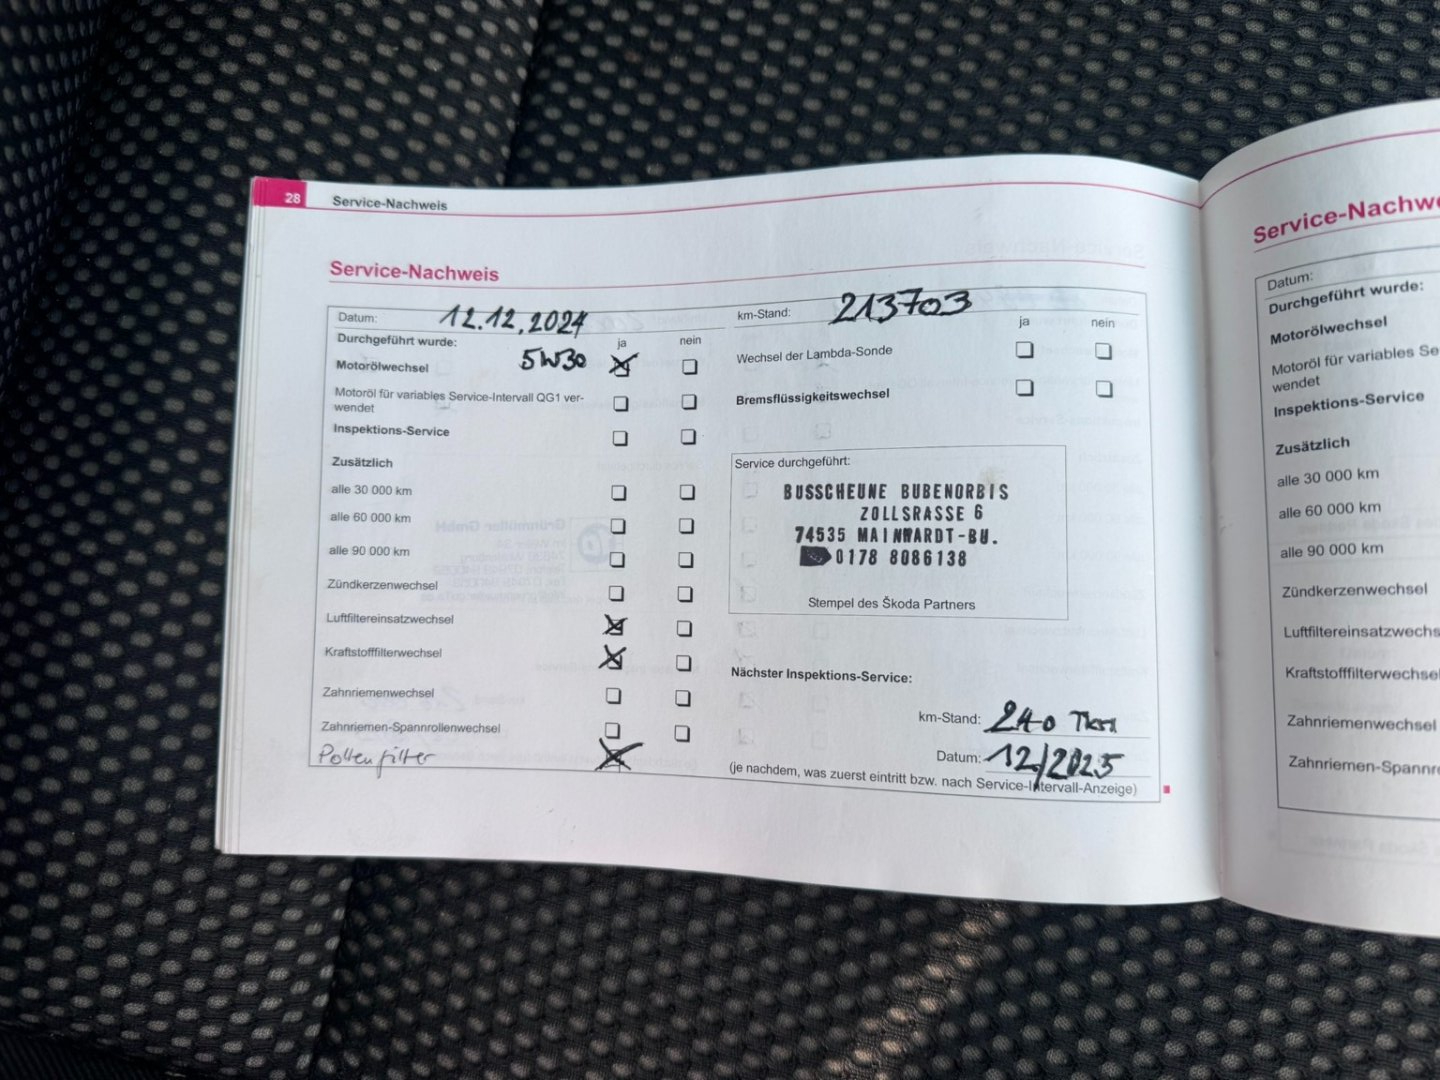 28 Service-Nachweis
Service-Nachweis
Datum: 12.12.2024
km-Stand: 213703
Durchgeführt wurde:
ja nein
ja nein
Motorölwechsel 5W30
Motoröl für variables Service-Intervall QG1 ver-
wendet
Inspektions-Service
Zusätzlich
alle 30 000 km
alle 60 000 km
alle 90 000 km
Zündkerzenwechsel
Luftfiltereinsatzwechsel
Kraftstofffilterwechsel
Zahnriemenwechsel
Zahnriemen-Spannrollenwechsel
Pollenfilter
Wechsel der Lambda-Sonde
Bremsflüssigkeitswechsel
Service durchgeführt:
BUSSCHEUNE BUBENORBIS
ZOLLSRASSE 6
74535 MAINHARDT-BU.
0178 8086138
Stempel des Škoda Partners
Nächster Inspektions-Service:
km-Stand: 240 Tkm
Datum: 12/2025
(je nachdem, was zuerst eintritt bzw. nach Service-Intervall-Anzeige)
Service-Nachwe
Datum:
Durchgeführt wurde:
Motorölwechsel
Motoröl für variables Se
wendet
Inspektions-Service
Zusätzlich
alle 30 000 km
alle 60 000 km
alle 90 000 km
Zündkerzenwechsel
Luftfiltereinsatzwechs
Kraftstofffilterwechsel
Zahnriemenwechsel
Zahnriemen-Spannr